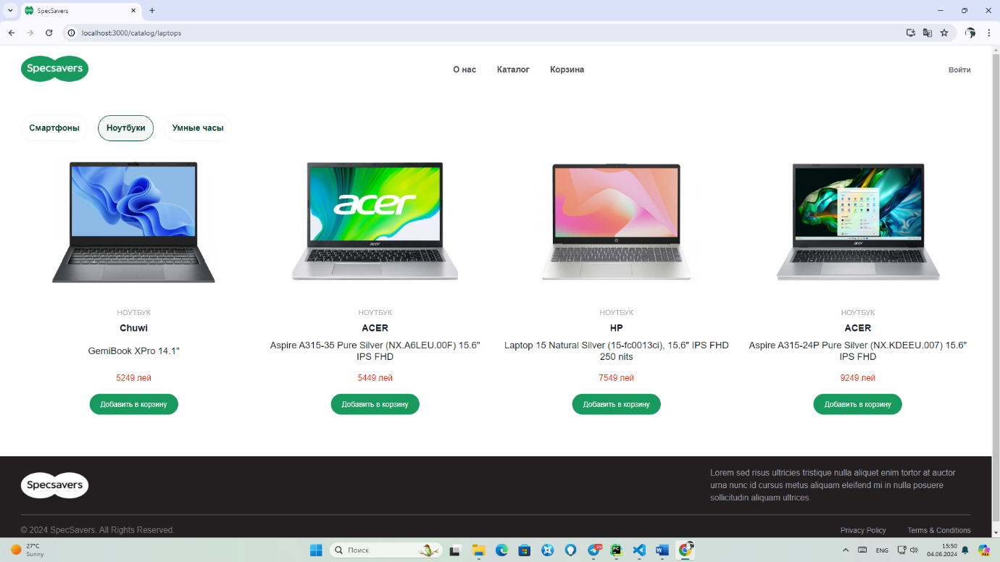 SpecSavers
localhost:3000/catalog/laptops
Specsavers
О нас
Каталог
Корзина
Войти
Смартфоны
Ноутбуки
Умные часы
acer
acer
hp
acer
НОУТБУК
Chuwi
GemiBook XPro 14.1"
5249 лей
Добавить в корзину
НОУТБУК
ACER
Aspire A315-35 Pure Silver (NX.A6LEU.00F) 15.6"
IPS FHD
5449 лей
Добавить в корзину
НОУТБУК
HP
Laptop 15 Natural Silver (15-fc0013ci), 15.6" IPS FHD
250 nits
7549 лей
Добавить в корзину
НОУТБУК
ACER
Aspire A315-24P Pure Silver (NX.KDEEU.007) 15.6"
IPS FHD
9249 лей
Добавить в корзину
Specsavers
Lorem sed risus ultricies tristique nulla aliquet enim tortor at auctor
urna nunc id cursus metus aliquam eleifend mi in nulla posuere
sollicitudin aliquam ultrices.
© 2024 SpecSavers. All Rights Reserved.
Privacy Policy
Terms & Conditions
27°C
Sunny
Поиск
ENG
15:50
04.06.2024